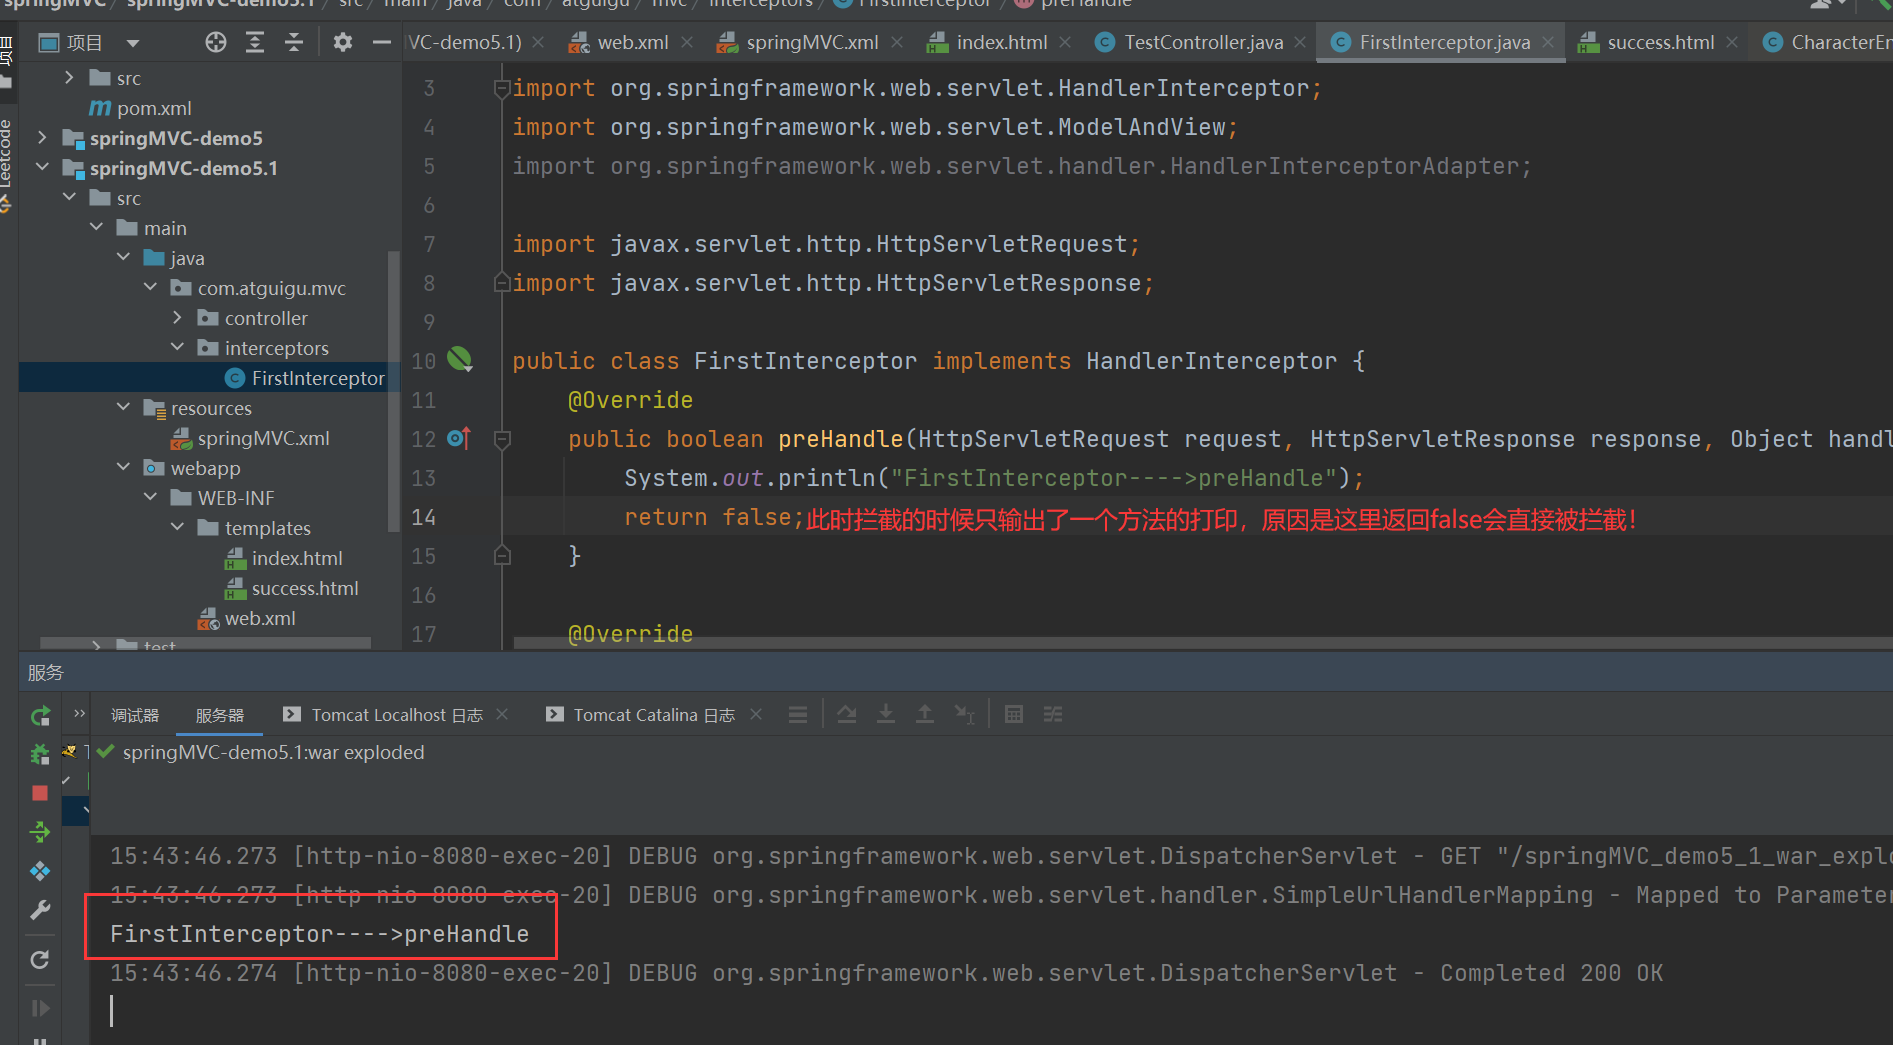 springMVC springMVC-demo5.1 src main java com atguigu mvc interceptors FirstInterceptor preHandle
项目
VC-demo5.1) web.xml springMVC.xml index.html TestController.java FirstInterceptor.java success.html CharacterEn
项目
Leetcode
src
pom.xml
springMVC-demo5
springMVC-demo5.1
src
main
java
com.atguigu.mvc
controller
interceptors
FirstInterceptor
resources
springMVC.xml
webapp
WEB-INF
templates
index.html
success.html
web.xml
test
3 import org.springframework.web.servlet.HandlerInterceptor;
4 import org.springframework.web.servlet.ModelAndView;
5 import org.springframework.web.servlet.handler.HandlerInterceptorAdapter;
6
7 import javax.servlet.http.HttpServletRequest;
8 import javax.servlet.http.HttpServletResponse;
9
10 public class FirstInterceptor implements HandlerInterceptor {
11 @Override
12 public boolean preHandle(HttpServletRequest request, HttpServletResponse response, Object handl
13 System.out.println("FirstInterceptor---->preHandle");
14 return false;此时拦截的时候只输出了一个方法的打印，原因是这里返回false会直接被拦截！
15 }
16
17 @Override
服务
调试器 服务器 Tomcat Localhost 日志 Tomcat Catalina 日志
springMVC-demo5.1:war exploded
15:43:46.273 [http-nio-8080-exec-20] DEBUG org.springframework.web.servlet.DispatcherServlet - GET "/springMVC_demo5_1_war_explo
15:43:46.273 [http-nio-8080-exec-20] DEBUG org.springframework.web.servlet.handler.SimpleUrlHandlerMapping - Mapped to Parameter
FirstInterceptor---->preHandle
15:43:46.274 [http-nio-8080-exec-20] DEBUG org.springframework.web.servlet.DispatcherServlet - Completed 200 OK